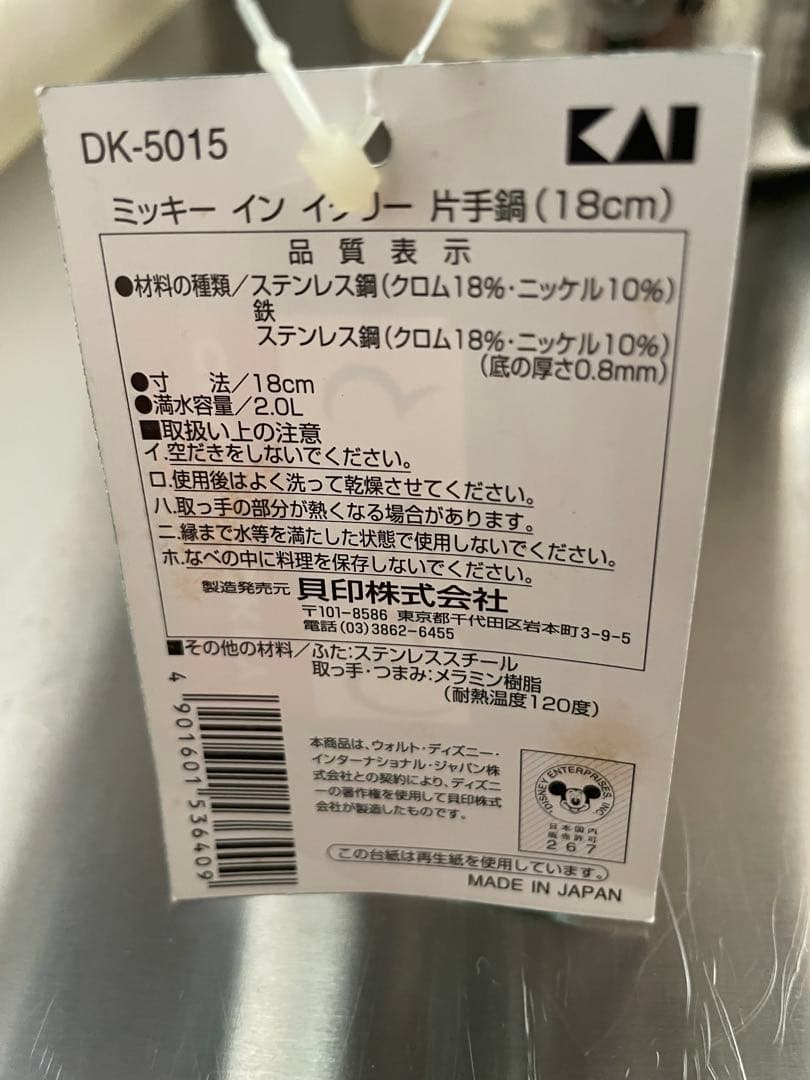 DK-5015
KAI
ミッキー イン イタリー 片手鍋(18cm)
品質表示
●材料の種類/ステンレス鋼(クロム18%・ニッケル10%)
鉄
ステンレス鋼(クロム18%・ニッケル10%)
(底の厚さ0.8mm)
●寸 法/18cm
●満水容量/2.0L
■取扱い上の注意
イ.空だきをしないでください。
ロ.使用後はよく洗って乾燥させてください。
ハ.取っ手の部分が熱くなる場合があります。
ニ.縁まで水等を満たした状態で使用しないでください。
ホ.なべの中に料理を保存しないでください。
製造発売元 貝印株式会社
〒101-8586 東京都千代田区岩本町3-9-5
電話(03)3862-6455
■その他の材料/ふた:ステンレススチール
取っ手・つまみ:メラミン樹脂
(耐熱温度120度)
4 901601 536409
本商品は、ウォルト・ディズニー・
インターナショナル・ジャパン株
式会社との契約により、ディズニ
ーの著作権を使用して貝印株式
会社が製造したものです。
©DISNEY ENTERPRISES, INC.
日本国内
販売許可
267
この台紙は再生紙を使用しています。
MADE IN JAPAN